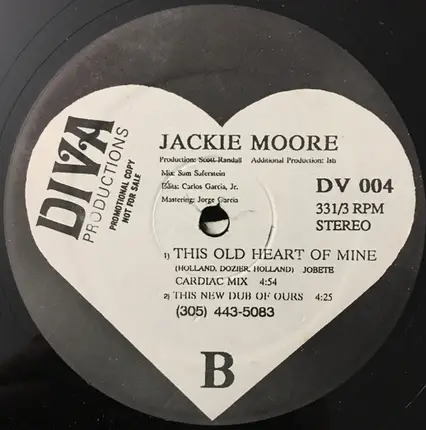 DIVA
PRODUCTIONS
PROMOTIONAL COPY
NOT FOR SALE
JACKIE MOORE
Production: Scott Randall Additional Production: Ish
Mix: Sam Saferstein
Edits: Carlos Garcia, Jr.
Mastering: Jorge Garcia
DV 004
331/3 RPM
STEREO
1) THIS OLD HEART OF MINE
(HOLLAND, DOZIER, HOLLAND) JOBETE
CARDIAC MIX 4:54
2) THIS NEW DUB OF OURS 4:25
(305) 443-5083
B